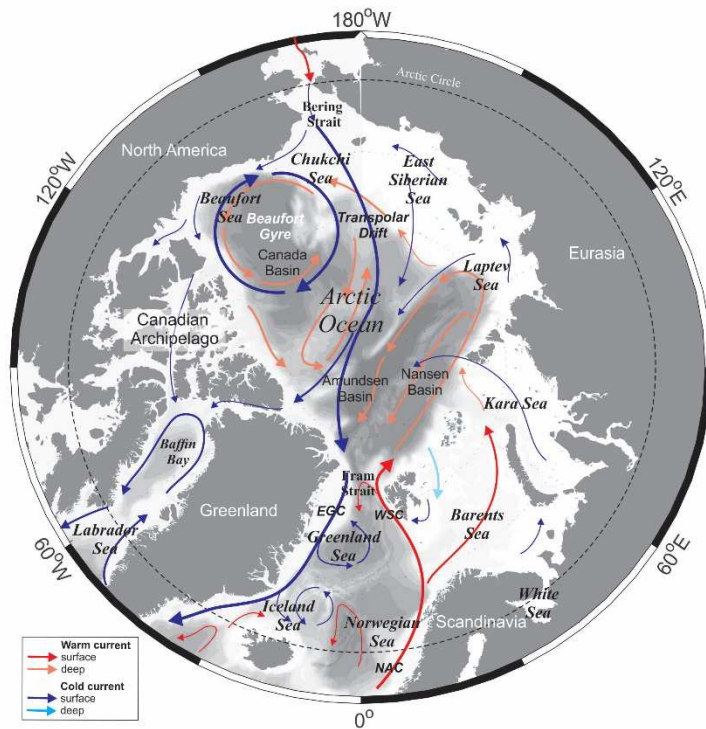 180°W
Arctic Circle
Bering
Strait
North America
120°W
120°E
Chukchi
Sea
East
Siberian
Sea
Beaufort
Sea
Beaufort
Gyre
Transpolar
Drift
Eurasia
Canada
Basin
Laptev
Sea
Arctic
Ocean
Canadian
Archipelago
Amundsen
Basin
Nansen
Basin
Kara Sea
Baffin
Bay
Fram
Strait
Greenland
EGC
WSC
Barents
Sea
Labrador
Sea
Greenland
Sea
60°W
60°E
Iceland
Sea
Norwegian
Sea
Scandinavia
White
Sea
NAC
Warm current
surface
deep
Cold current
surface
deep
0°